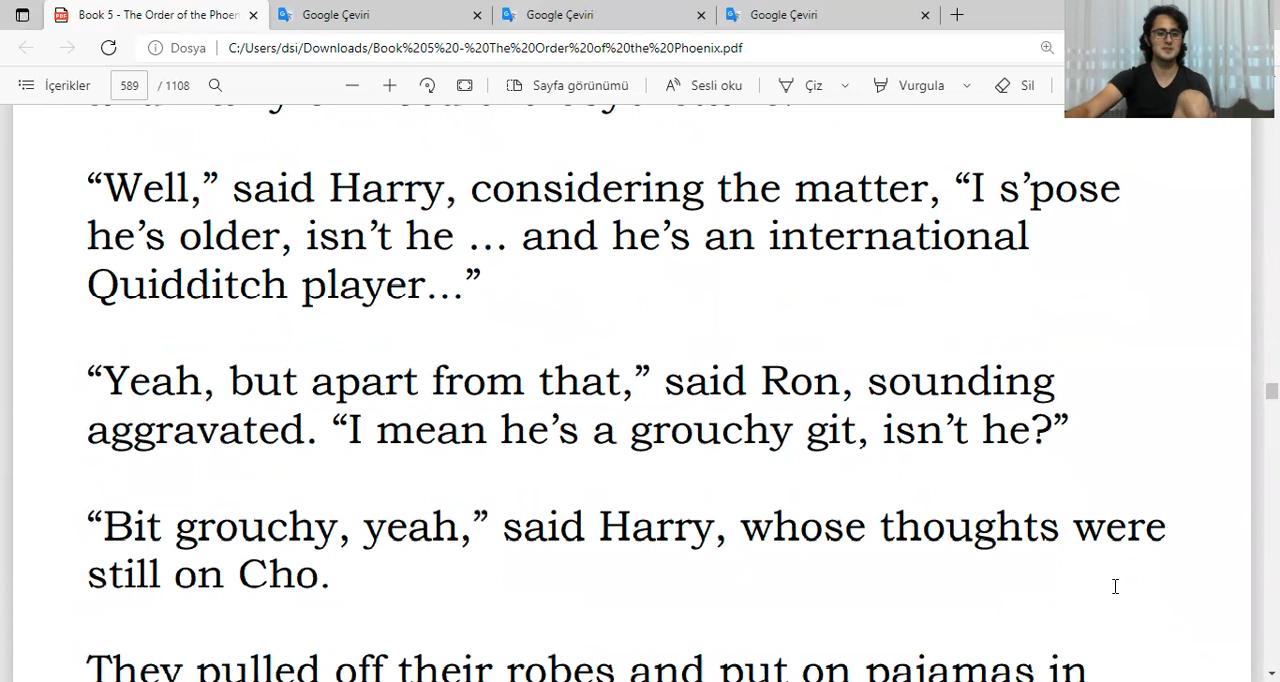 Book 5 - The Order of the Phoen
Google Çeviri
Google Çeviri
Google Çeviri
Dosya
C:/Users/dsi/Downloads/Book%205%20-%20The%20Order%20of%20the%20Phoenix.pdf
İçerikler
589 / 1108
Sayfa görünümü
Sesli oku
Çiz
Vurgula
Sil
“Well,” said Harry, considering the matter, “I s’pose
he’s older, isn’t he … and he’s an international
Quidditch player…”
“Yeah, but apart from that,” said Ron, sounding
aggravated. “I mean he’s a grouchy git, isn’t he?”
“Bit grouchy, yeah,” said Harry, whose thoughts were
still on Cho.
They pulled off their robes and put on pajamas in